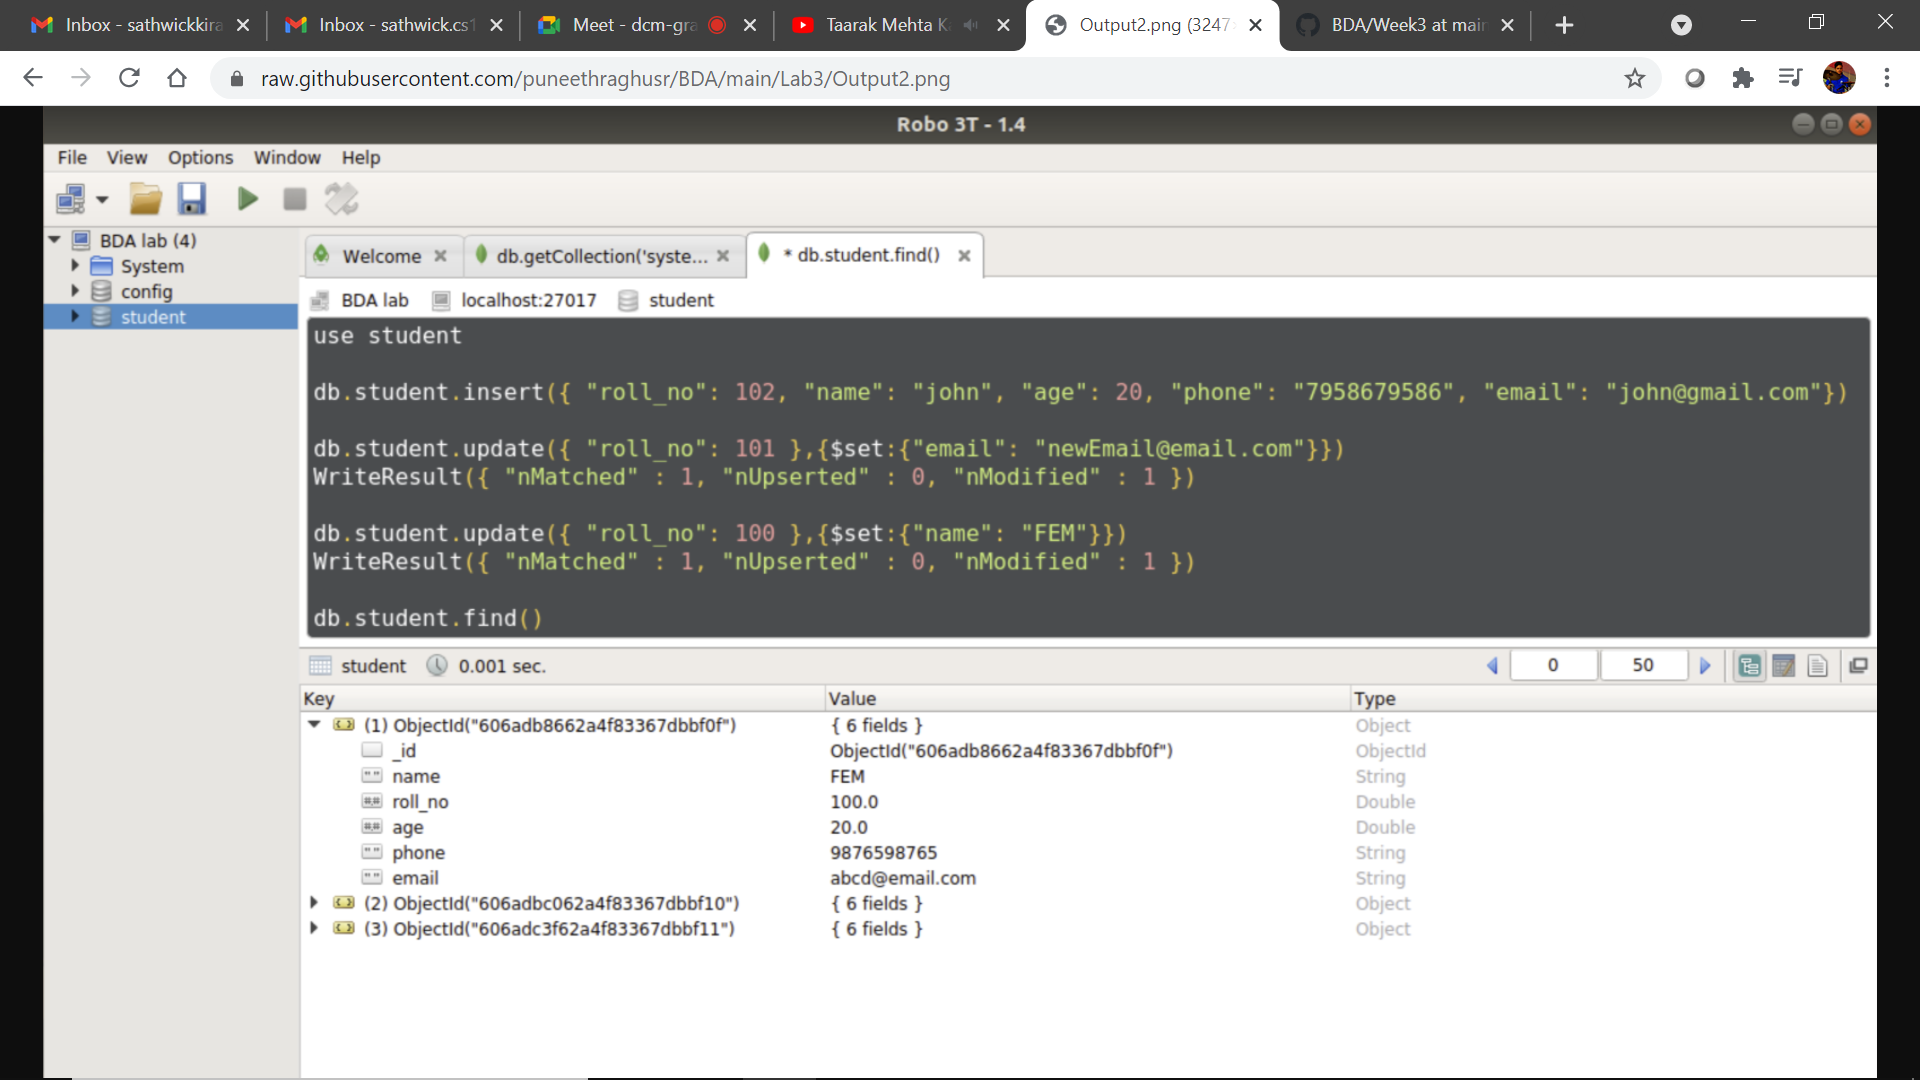 Inbox - sathwickkira
Inbox - sathwick.cs1
Meet - dcm-gra
Taarak Mehta K
Output2.png (3247
BDA/Week3 at mair
raw.githubusercontent.com/puneethraghusr/BDA/main/Lab3/Output2.png
Robo 3T - 1.4
File View Options Window Help
BDA lab (4)
System
config
student
Welcome
db.getCollection('syste...
* db.student.find()
BDA lab localhost:27017 student
use student
db.student.insert({ "roll_no": 102, "name": "john", "age": 20, "phone": "7958679586", "email": "john@gmail.com"})
db.student.update({ "roll_no": 101 },{$set:{"email": "newEmail@email.com"}})
WriteResult({ "nMatched" : 1, "nUpserted" : 0, "nModified" : 1 })
db.student.update({ "roll_no": 100 },{$set:{"name": "FEM"}})
WriteResult({ "nMatched" : 1, "nUpserted" : 0, "nModified" : 1 })
db.student.find()
student 0.001 sec. 0 50
Key Value Type
(1) ObjectId("606adb8662a4f83367dbbf0f") { 6 fields } Object
_id ObjectId("606adb8662a4f83367dbbf0f") ObjectId
name FEM String
roll_no 100.0 Double
age 20.0 Double
phone 9876598765 String
email abcd@email.com String
(2) ObjectId("606adbc062a4f83367dbbf10") { 6 fields } Object
(3) ObjectId("606adc3f62a4f83367dbbf11") { 6 fields } Object